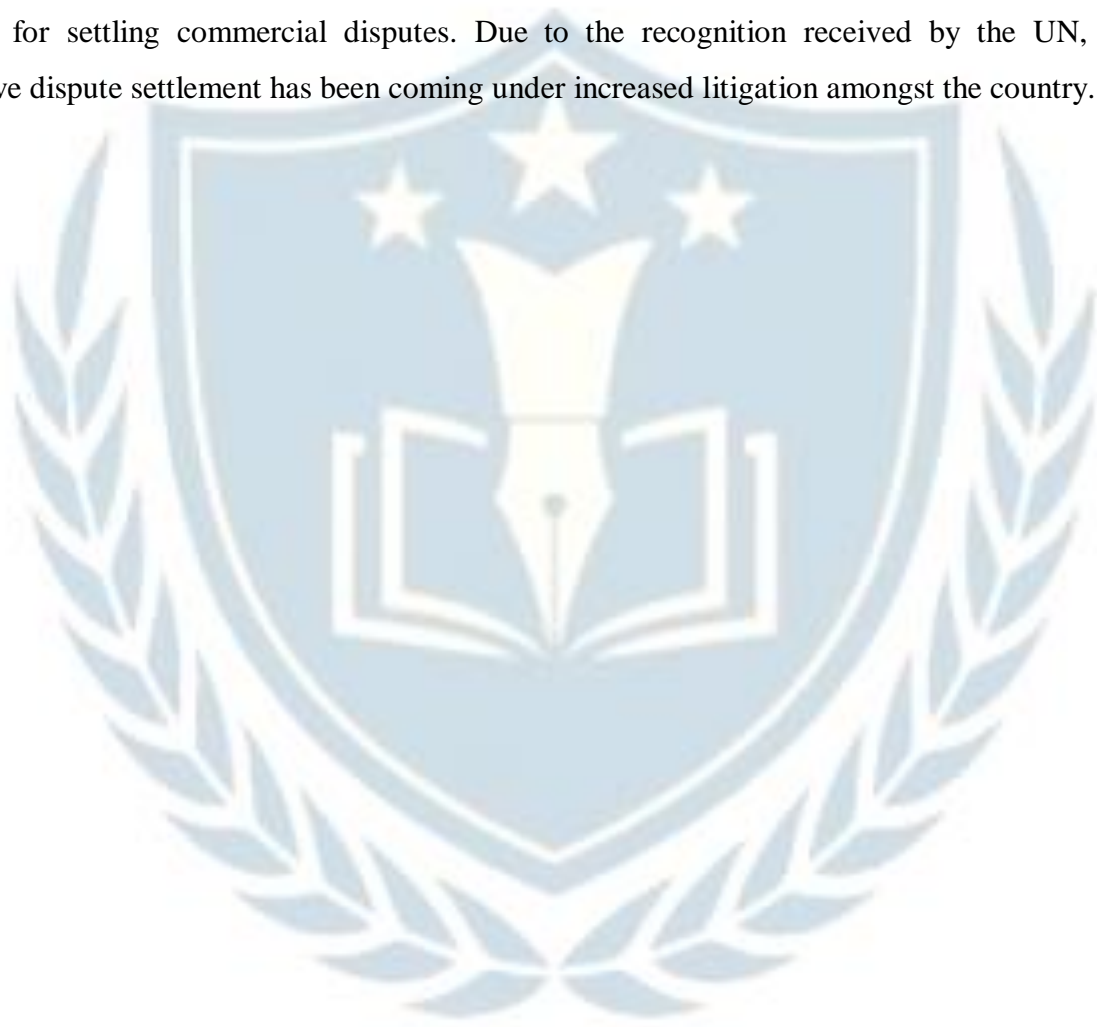 for settling commercial disputes. Due to the recognition received by the UN,
ve dispute settlement has been coming under increased litigation amongst the country.